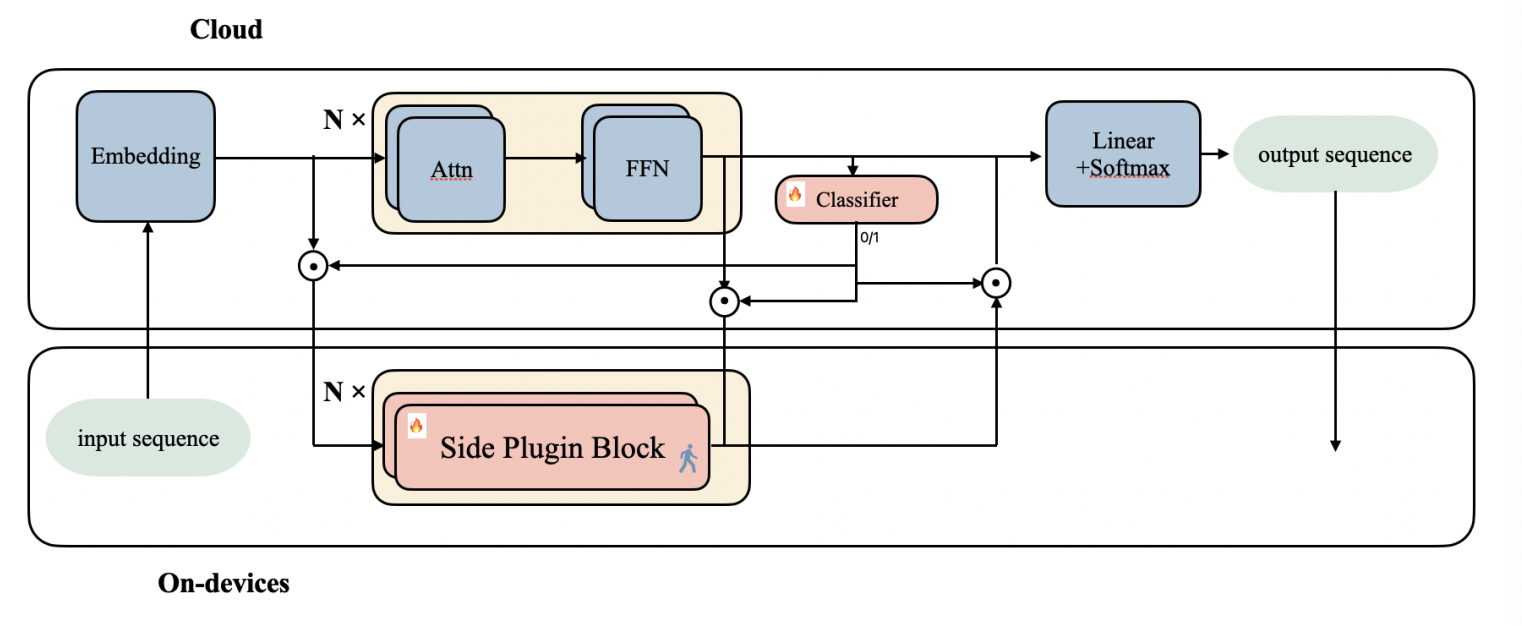 Cloud
Embedding
N ×
Attn
FFN
Classifier
0/1
Linear
+Softmax
output sequence
input sequence
N ×
Side Plugin Block
On-devices